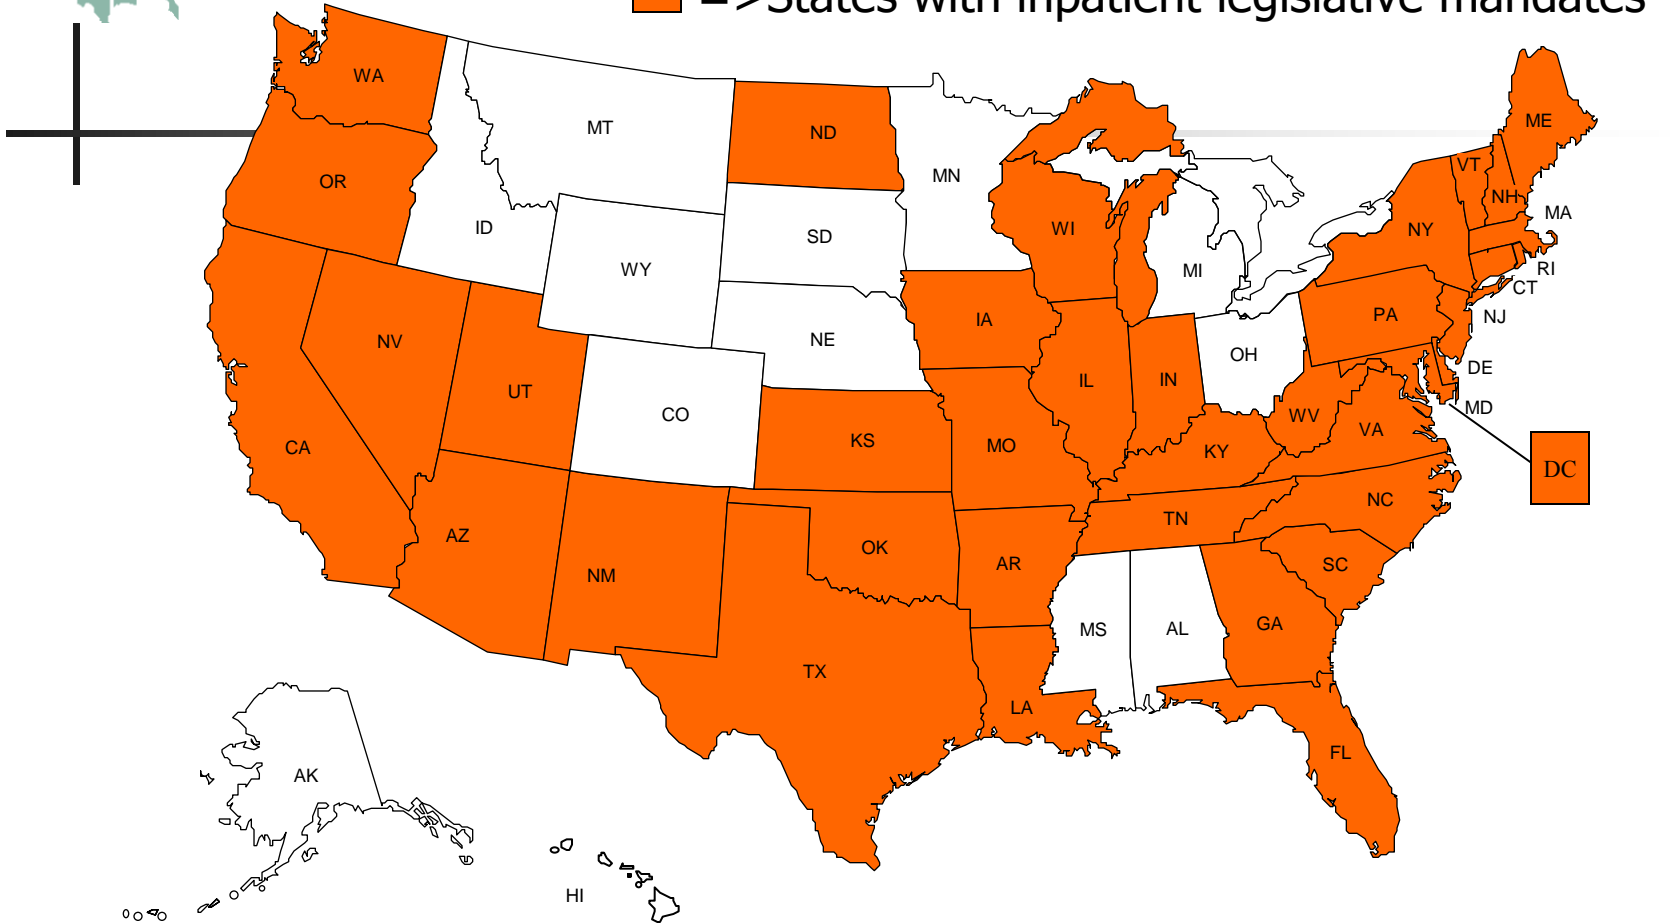 =>States with inpatient legislative mandates
WA
MT
ND
ME
OR
MN
VT
NH
ID
SD
WI
NY
MA
WY
MI
RI
CT
IA
PA
NJ
NV
NE
OH
DE
UT
IL
IN
MD
CO
WV
VA
CA
KS
MO
KY
DC
NC
AZ
OK
TN
NM
AR
SC
MS
AL
GA
TX
LA
FL
AK
HI